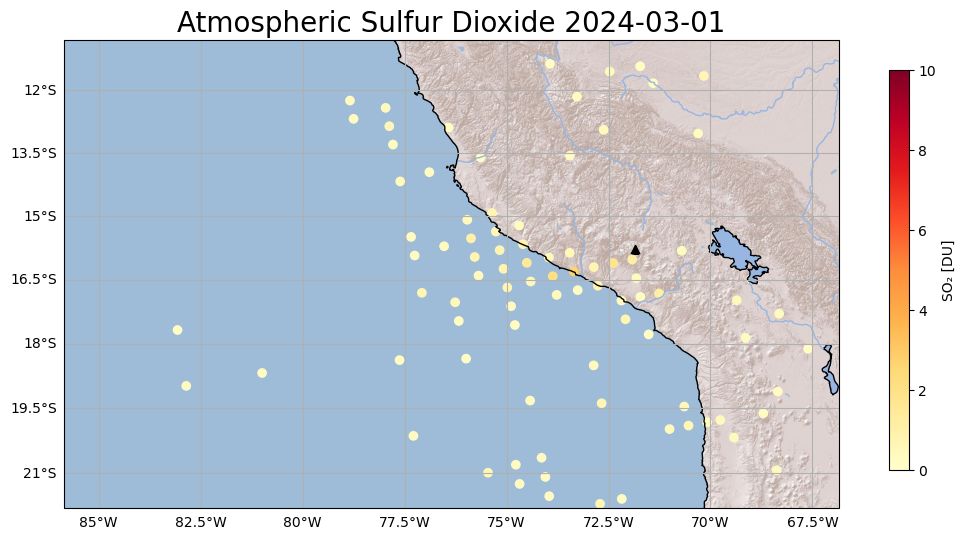 Atmospheric Sulfur Dioxide 2024-03-01
12°S
13.5°S
15°S
16.5°S
18°S
19.5°S
21°S
85°W 82.5°W 80°W 77.5°W 75°W 72.5°W 70°W 67.5°W
10
8
6
4
2
0
SO₂ [DU]